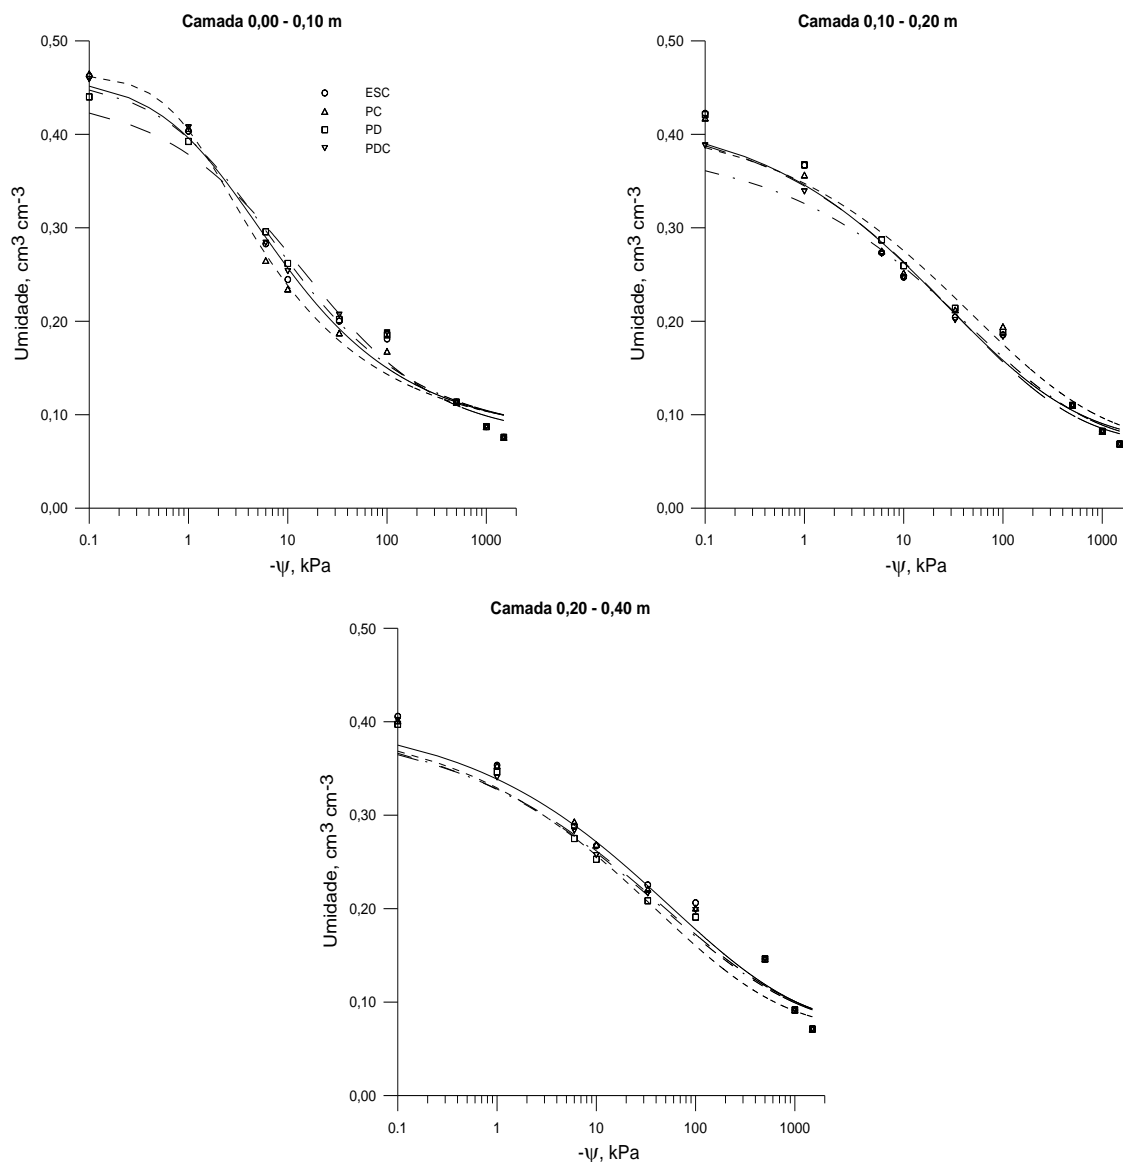 Camada 0,00 - 0,10 m
0,50
0,40
0,30
0,20
0,10
0,00
Umidade, cm3 cm-3
ESC
PC
PD
PDC
0.1 1 10 100 1000
-ψ, kPa
Camada 0,10 - 0,20 m
0,50
0,40
0,30
0,20
0,10
0,00
Umidade, cm3 cm-3
0.1 1 10 100 1000
-ψ, kPa
Camada 0,20 - 0,40 m
0,50
0,40
0,30
0,20
0,10
0,00
Umidade, cm3 cm-3
0.1 1 10 100 1000
-ψ, kPa